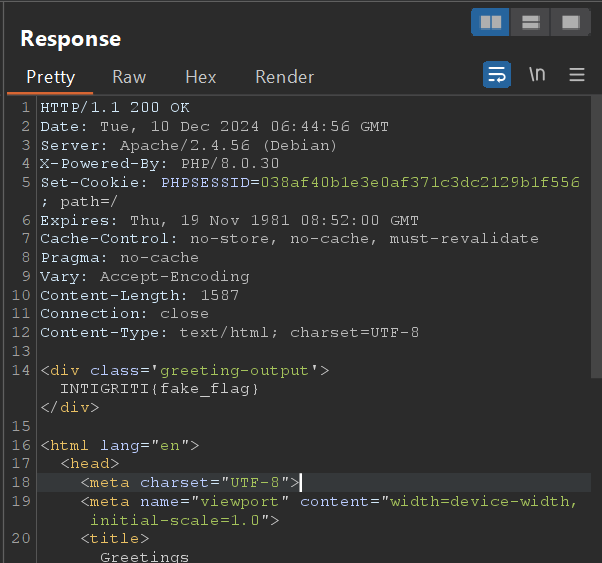 Response
Pretty Raw Hex Render \n
1 HTTP/1.1 200 OK
2 Date: Tue, 10 Dec 2024 06:44:56 GMT
3 Server: Apache/2.4.56 (Debian)
4 X-Powered-By: PHP/8.0.30
5 Set-Cookie: PHPSESSID=038af40b1e3e0af371c3dc2129b1f556
; path=/
6 Expires: Thu, 19 Nov 1981 08:52:00 GMT
7 Cache-Control: no-store, no-cache, must-revalidate
8 Pragma: no-cache
9 Vary: Accept-Encoding
10 Content-Length: 1587
11 Connection: close
12 Content-Type: text/html; charset=UTF-8
13
14 <div class='greeting-output'>
INTIGRITI{fake_flag}
</div>
15
16 <html lang="en">
17 <head>
18 <meta charset="UTF-8">
19 <meta name="viewport" content="width=device-width,
initial-scale=1.0">
20 <title>
Greetings